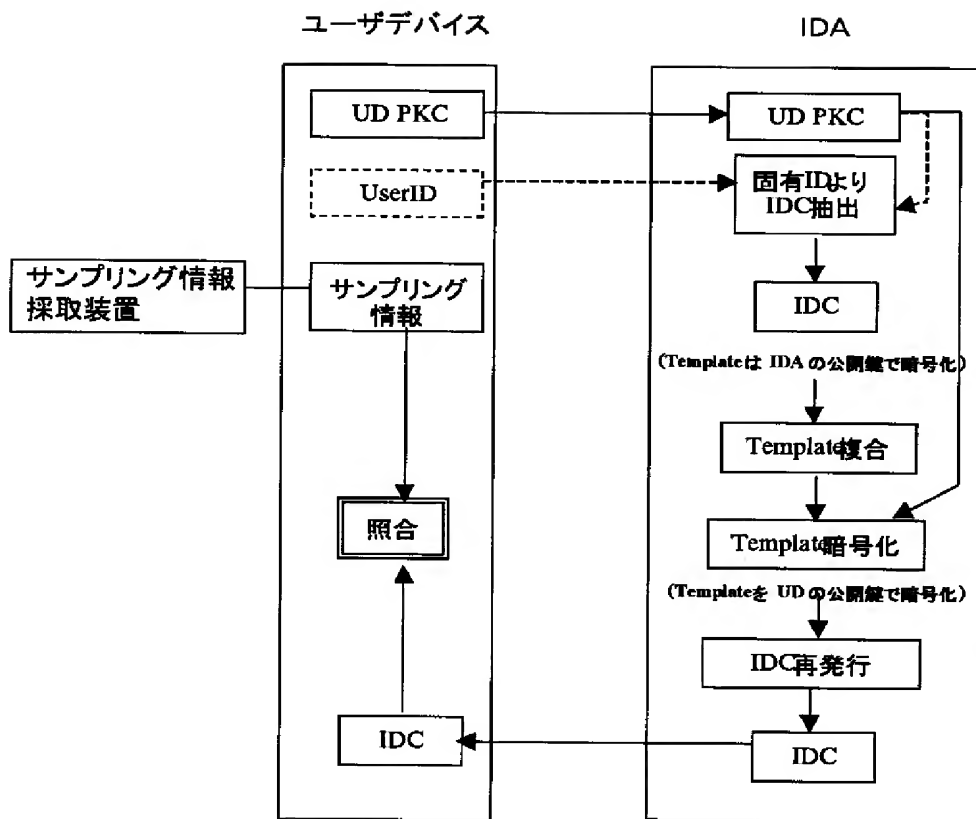 ユーザデバイス
IDA
UD PKC
UD PKC
UserID
固有IDより
IDC抽出
サンプリング情報
採取装置
サンプリング
情報
IDC
(Templateは IDA の公開鍵で暗号化)
Template複合
照合
Template暗号化
(Templateを UD の公開鍵で暗号化)
IDC再発行
IDC
IDC